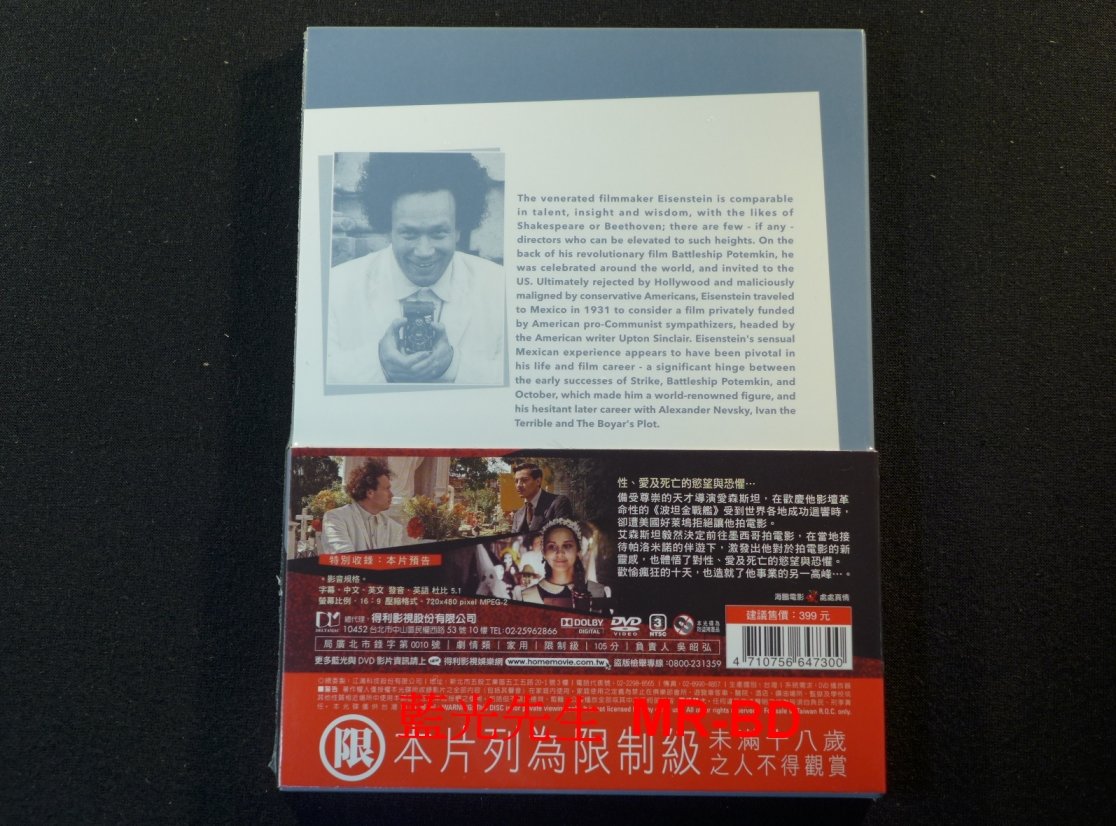 The venerated filmmaker Eisenstein is comparable
in talent, insight and wisdom, with the likes of
Shakespeare or Beethoven; there are few - if any -
directors who can be elevated to such heights. On the
back of his revolutionary film Battleship Potemkin, he
was celebrated around the world, and invited to the
US. Ultimately rejected by Hollywood and maliciously
maligned by conservative Americans, Eisenstein traveled
to Mexico in 1931 to consider a film privately funded
by American pro-Communist sympathizers, headed by
the American writer Upton Sinclair. Eisenstein's sensual
Mexican experience appears to have been pivotal in
his life and film career - a significant hinge between
the early successes of Strike, Battleship Potemkin, and
October, which made him a world-renowned figure, and
his hesitant later career with Alexander Nevsky, Ivan the
Terrible and The Boyar's Plot.
性、愛及死亡的慾望與恐懼…
備受尊崇的天才導演愛森斯坦，在歡慶他影壇革
命性的《波坦金戰艦》受到世界各地成功迴響時，
卻遭美國好萊塢拒絕讓他拍電影。
艾森斯坦毅然決定前往墨西哥拍電影，在當地接
待帕洛米諾的伴遊下，激發出他對於拍電影的新
靈感，也體悟了對性、愛及死亡的慾望與恐懼。
歡愉瘋狂的十天，也造就了他事業的另一高峰…。
特別收錄：本片預告
。影音規格。
字幕。中文。英文 發音。英語 杜比 5.1
螢幕比例。16：9 壓縮格式。720x480 pixel MPEG-2
海鵬電影 處處真情
建議售價：399 元
DELTAMAC 總代理。得利影視股份有限公司
10452 台北市中山區民權西路 53 號 10 樓 TEL:02-25962866
DOLBY DIGITAL DVD VIDEO 3 NTSC
局廣北市錄字第 0010 號 劇情類 家用 限制級 105分 負責人 吳昭弘
更多藍光與 DVD 影片資訊請上 得利影視娛樂網 www.homemovie.com.tw 盜版檢舉專線:0800-231359
4 710756 647300
藍光先生 MR-BD
限 本片列為限制級 未滿十八歲
之人不得觀賞